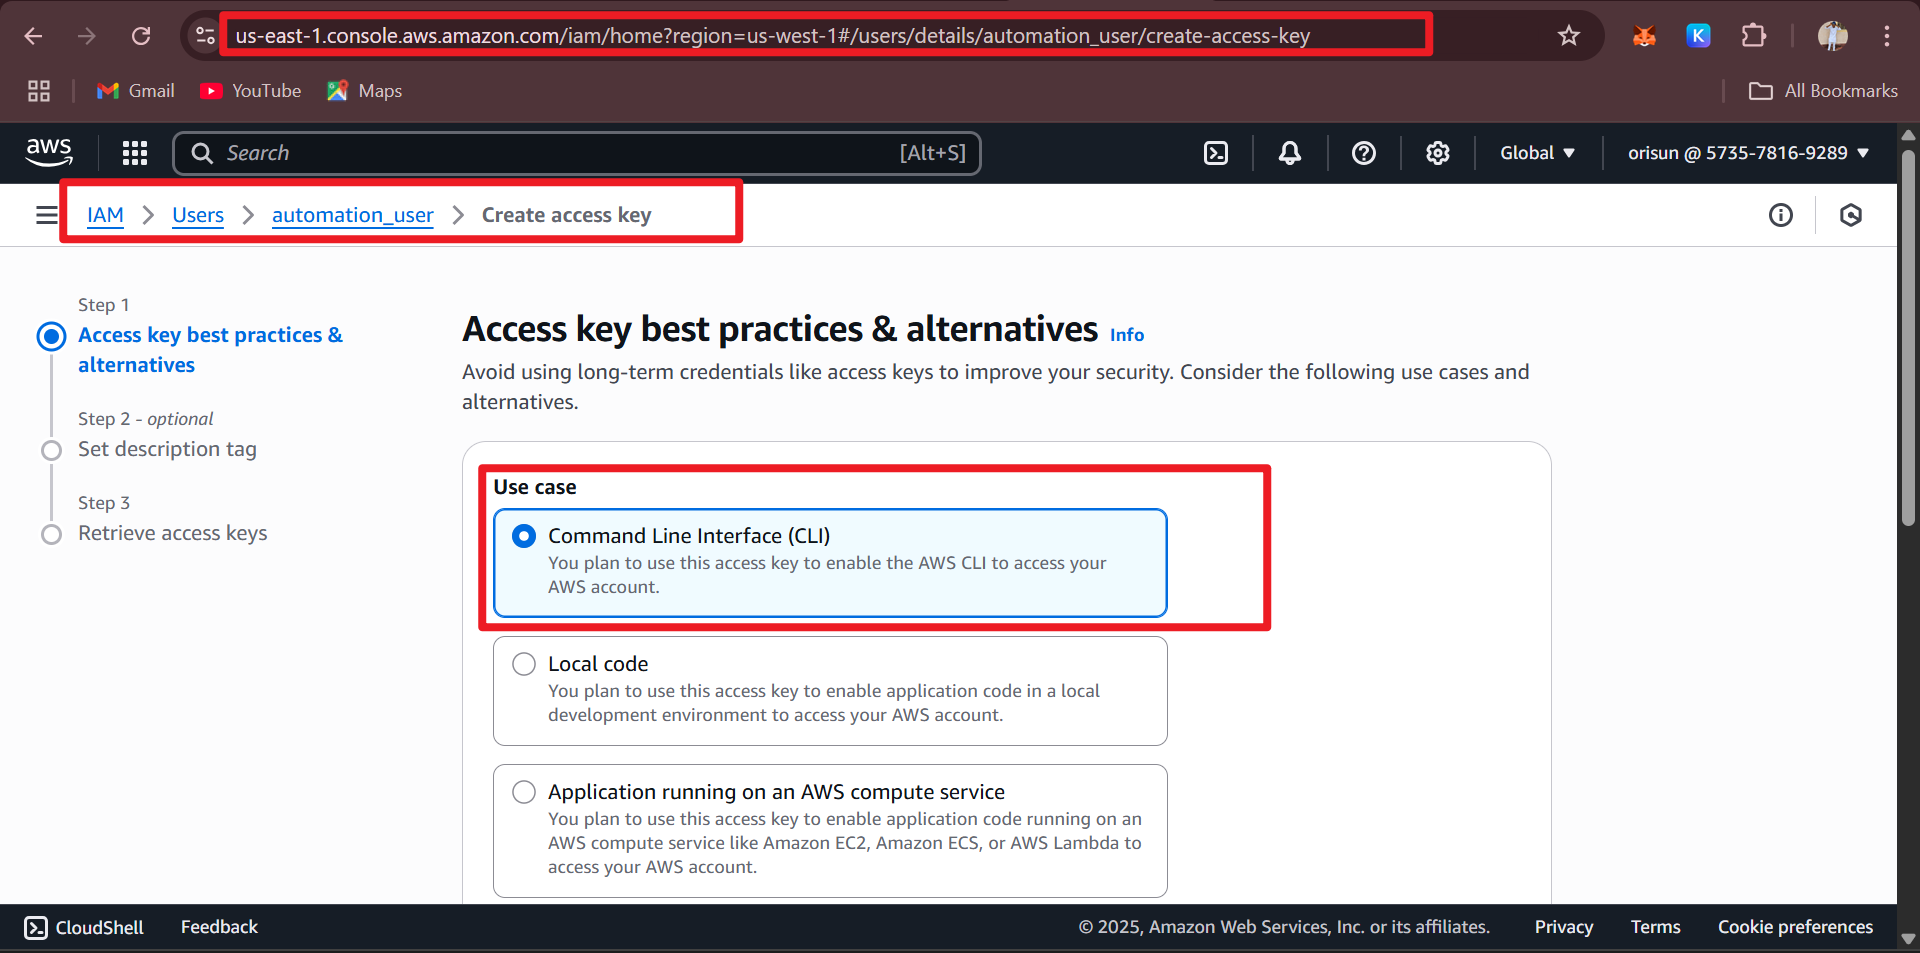 us-east-1.console.aws.amazon.com/iam/home?region=us-west-1#/users/details/automation_user/create-access-key
K
Gmail
YouTube
Maps
All Bookmarks
aws
Search
[Alt+S]
Global
orisun @ 5735-7816-9289
IAM
Users
automation_user
Create access key
Step 1
Access key best practices &
alternatives
Step 2 - optional
Set description tag
Step 3
Retrieve access keys
Access key best practices & alternatives Info
Avoid using long-term credentials like access keys to improve your security. Consider the following use cases and
alternatives.
Use case
Command Line Interface (CLI)
You plan to use this access key to enable the AWS CLI to access your
AWS account.
Local code
You plan to use this access key to enable application code in a local
development environment to access your AWS account.
Application running on an AWS compute service
You plan to use this access key to enable application code running on an
AWS compute service like Amazon EC2, Amazon ECS, or AWS Lambda to
access your AWS account.
CloudShell
Feedback
© 2025, Amazon Web Services, Inc. or its affiliates.
Privacy
Terms
Cookie preferences